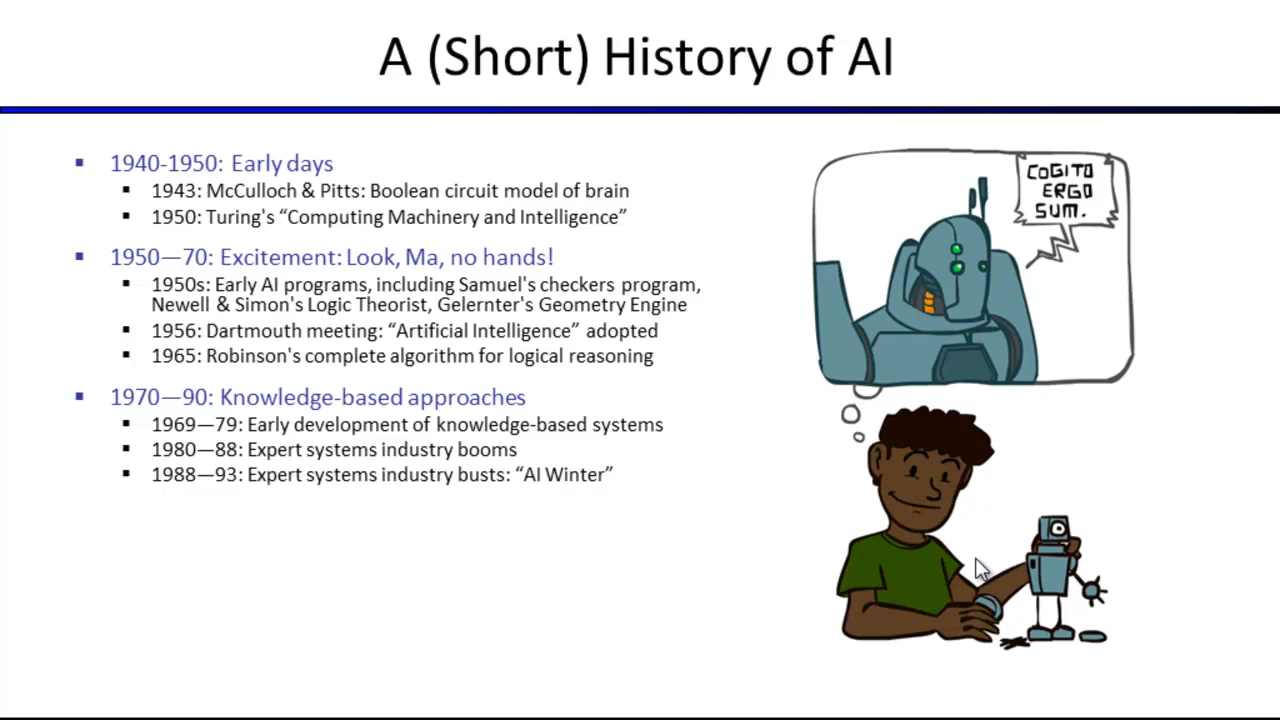 A (Short) History of AI
1940-1950: Early days
1943: McCulloch & Pitts: Boolean circuit model of brain
1950: Turing's “Computing Machinery and Intelligence”
1950—70: Excitement: Look, Ma, no hands!
1950s: Early AI programs, including Samuel's checkers program,
Newell & Simon's Logic Theorist, Gelernter's Geometry Engine
1956: Dartmouth meeting: “Artificial Intelligence” adopted
1965: Robinson's complete algorithm for logical reasoning
1970—90: Knowledge-based approaches
1969—79: Early development of knowledge-based systems
1980—88: Expert systems industry booms
1988—93: Expert systems industry busts: “AI Winter”
COGITO
ERGO
SUM.